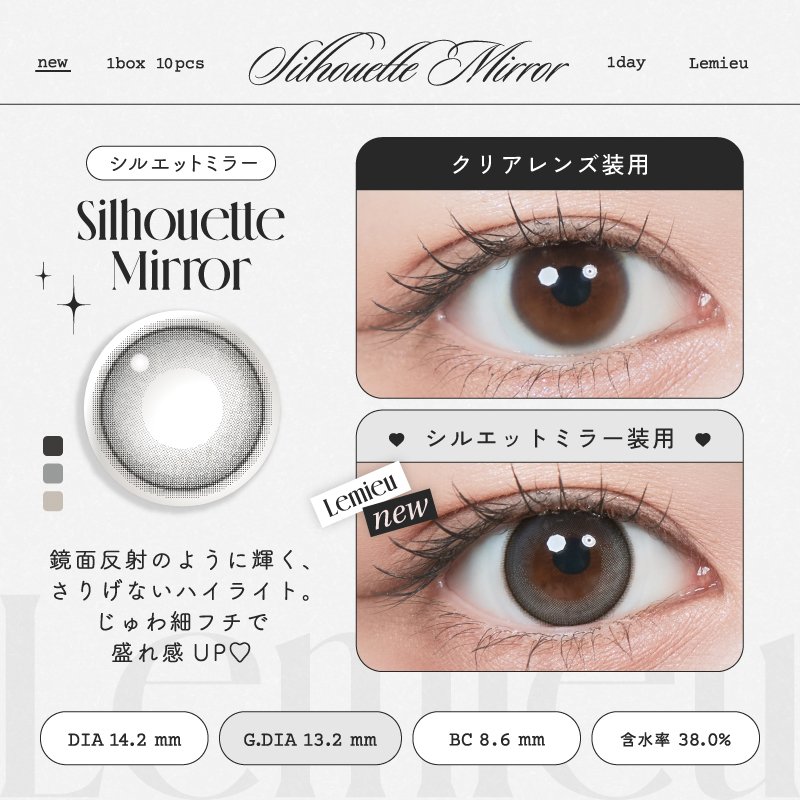 new
1box 10pcs
Silhouette Mirror
1day
Lemieu
シルエットミラー
Silhouette
Mirror
鏡面反射のように輝く、
さりげないハイライト。
じゅわ細フチで
盛れ感 UP♡
クリアレンズ装用
♥ シルエットミラー装用 ♥
Lemieu
new
Lemieu
DIA 14.2 mm
G.DIA 13.2 mm
BC 8.6 mm
含水率 38.0%